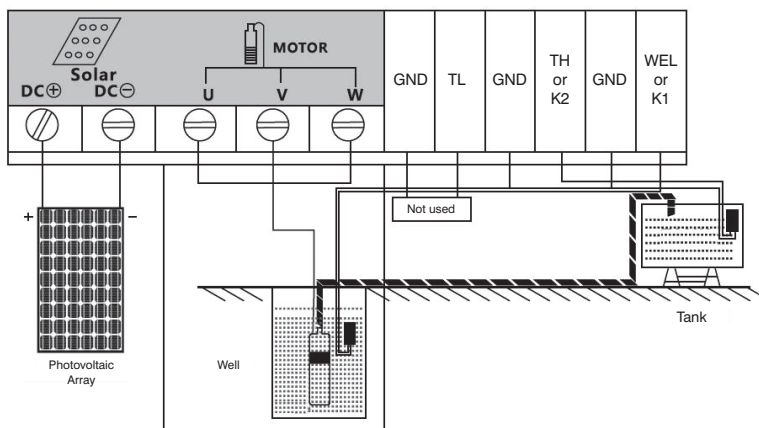 MOTOR
Solar
DC⊕ DC⊖
U V W
GND
TL
GND
TH
or
K2
GND
WEL
or
K1
Not used
+ −
Photovoltaic
Array
Well
Tank